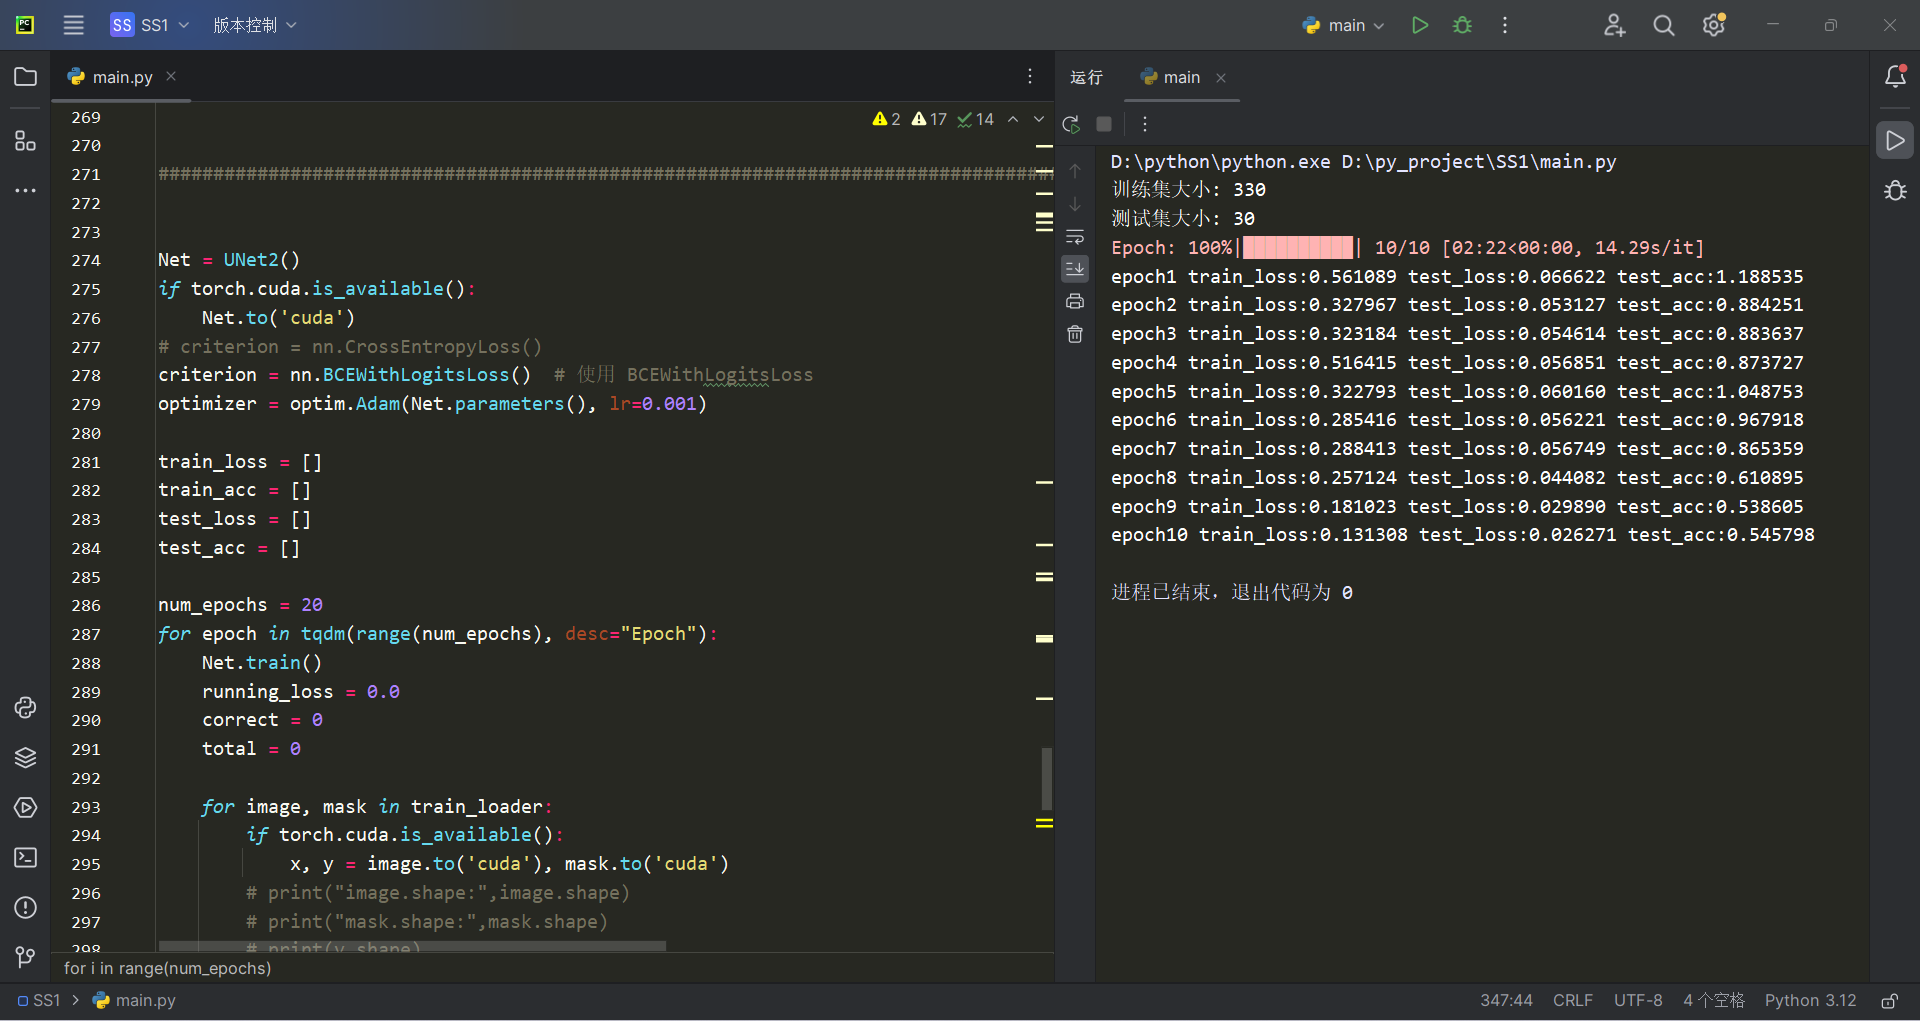 PC
SS SS1 版本控制 main
main.py
2 17 14
269
270
271 ##################################################################################
272
273
274 Net = UNet2()
275 if torch.cuda.is_available():
276 Net.to('cuda')
277 # criterion = nn.CrossEntropyLoss()
278 criterion = nn.BCEWithLogitsLoss() # 使用 BCEWithLogitsLoss
279 optimizer = optim.Adam(Net.parameters(), lr=0.001)
280
281 train_loss = []
282 train_acc = []
283 test_loss = []
284 test_acc = []
285
286 num_epochs = 20
287 for epoch in tqdm(range(num_epochs), desc="Epoch"):
288 Net.train()
289 running_loss = 0.0
290 correct = 0
291 total = 0
292
293 for image, mask in train_loader:
294 if torch.cuda.is_available():
295 x, y = image.to('cuda'), mask.to('cuda')
296 # print("image.shape:",image.shape)
297 # print("mask.shape:",mask.shape)
298 # print(y.shape)
for i in range(num_epochs)
运行 main
D:\python\python.exe D:\py_project\SS1\main.py
训练集大小: 330
测试集大小: 30
Epoch: 100%|██████████| 10/10 [02:22<00:00, 14.29s/it]
epoch1 train_loss:0.561089 test_loss:0.066622 test_acc:1.188535
epoch2 train_loss:0.327967 test_loss:0.053127 test_acc:0.884251
epoch3 train_loss:0.323184 test_loss:0.054614 test_acc:0.883637
epoch4 train_loss:0.516415 test_loss:0.056851 test_acc:0.873727
epoch5 train_loss:0.322793 test_loss:0.060160 test_acc:1.048753
epoch6 train_loss:0.285416 test_loss:0.056221 test_acc:0.967918
epoch7 train_loss:0.288413 test_loss:0.056749 test_acc:0.865359
epoch8 train_loss:0.257124 test_loss:0.044082 test_acc:0.610895
epoch9 train_loss:0.181023 test_loss:0.029890 test_acc:0.538605
epoch10 train_loss:0.131308 test_loss:0.026271 test_acc:0.545798
进程已结束，退出代码为 0
SS1 > main.py
347:44 CRLF UTF-8 4 个空格 Python 3.12